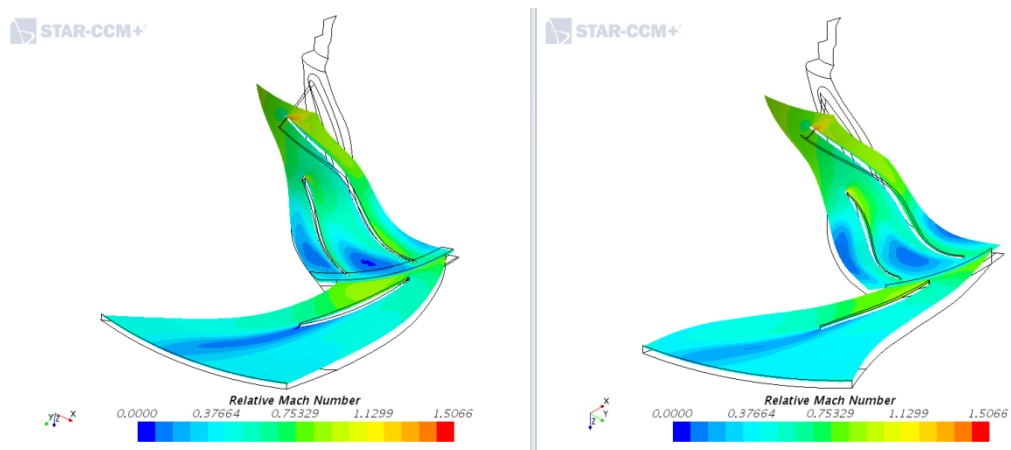 STAR-CCM+
STAR-CCM+
Relative Mach Number
0.0000 0.37664 0.75329 1.1299 1.5066
Y Z X
Relative Mach Number
0.0000 0.37664 0.75329 1.1299 1.5066
X Y Z